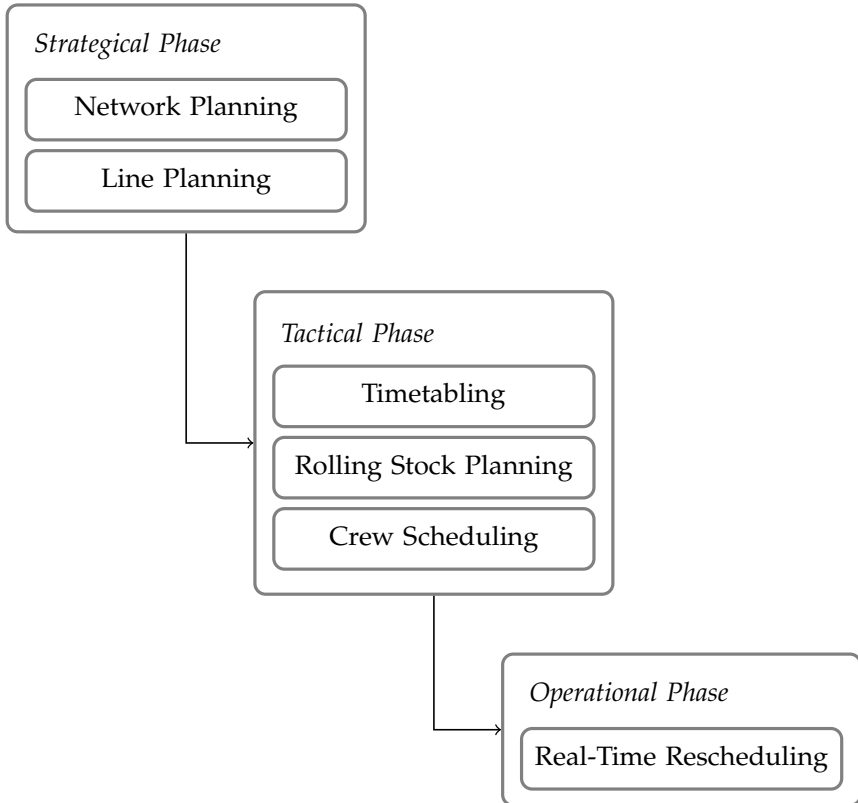 Strategical Phase
Network Planning
Line Planning
Tactical Phase
Timetabling
Rolling Stock Planning
Crew Scheduling
Operational Phase
Real-Time Rescheduling